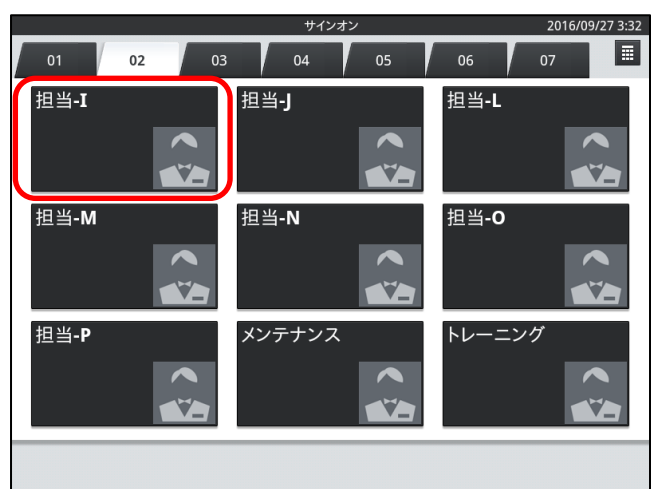 サインオン 2016/09/27 3:32
01 02 03 04 05 06 07
担当-I 担当-J 担当-L
担当-M 担当-N 担当-O
担当-P メンテナンス トレーニング